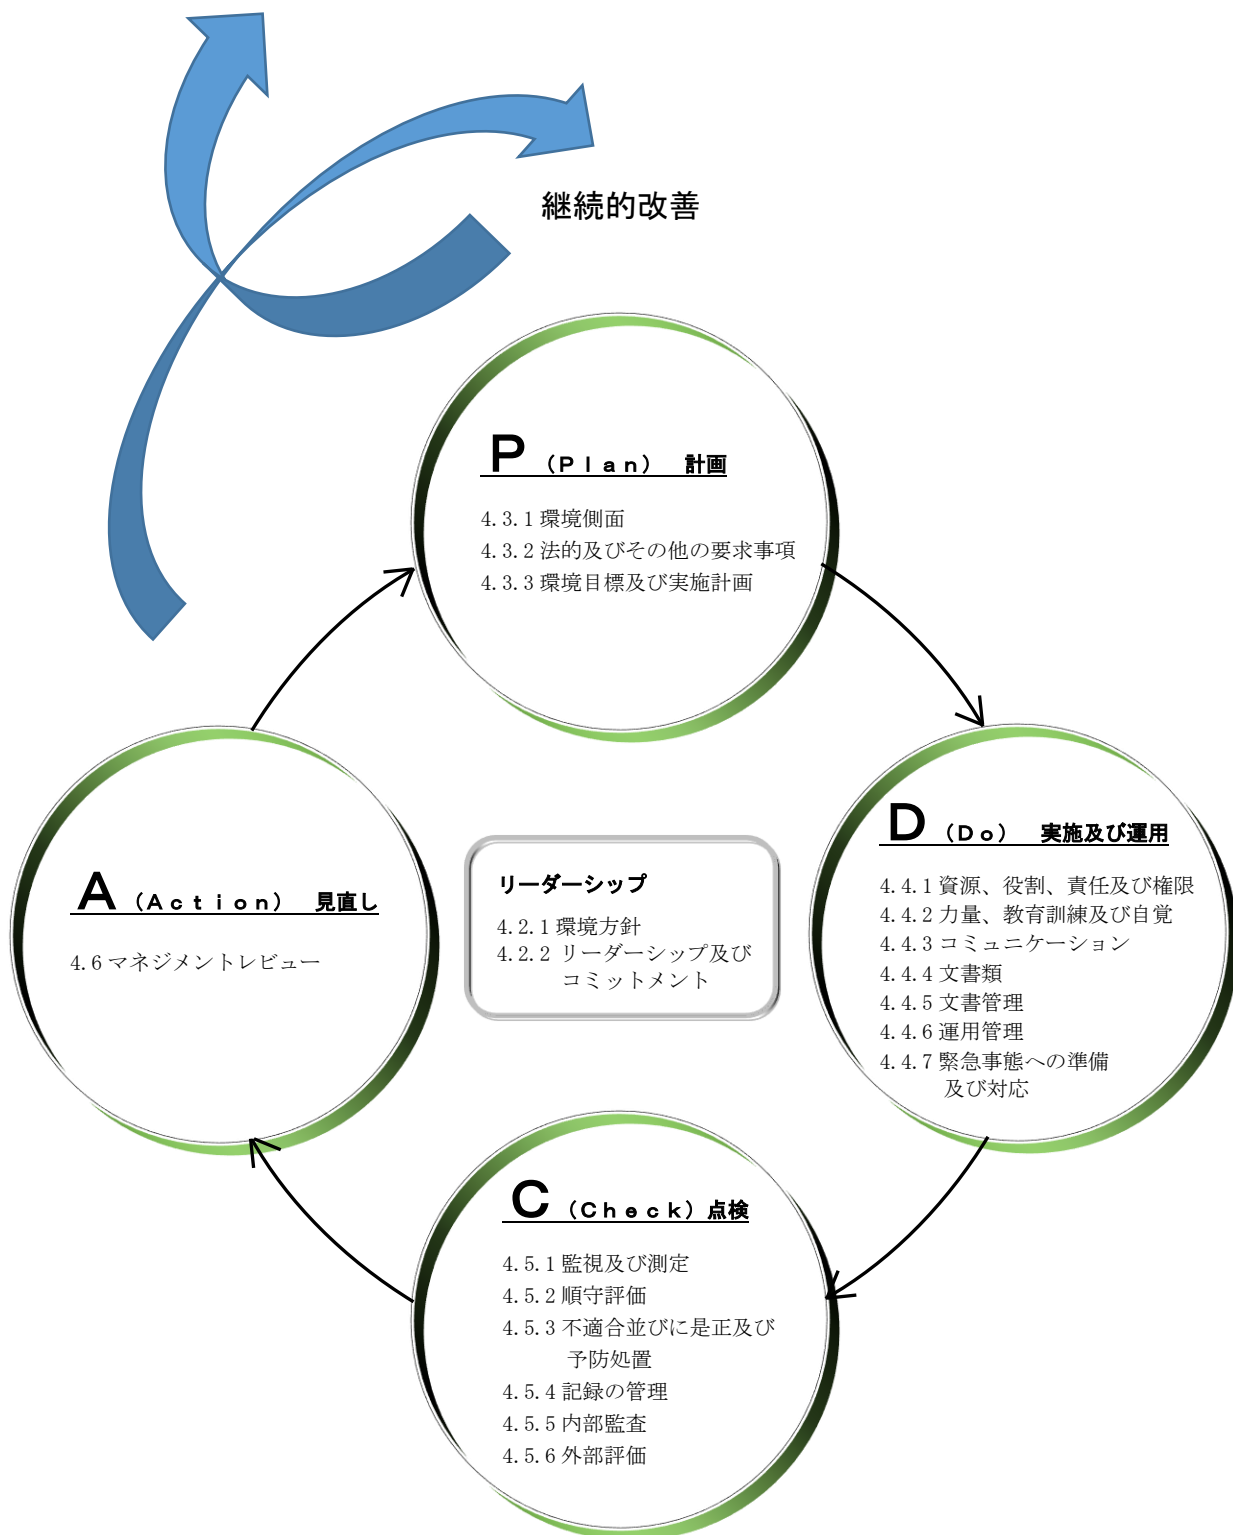 継続的改善
P (Plan) 計画
4.3.1 環境側面
4.3.2 法的及びその他の要求事項
4.3.3 環境目標及び実施計画
D (Do) 実施及び運用
4.4.1 資源、役割、責任及び権限
4.4.2 力量、教育訓練及び自覚
4.4.3 コミュニケーション
4.4.4 文書類
4.4.5 文書管理
4.4.6 運用管理
4.4.7 緊急事態への準備
及び対応
リーダーシップ
4.2.1 環境方針
4.2.2 リーダーシップ及び
コミットメント
A (Action) 見直し
4.6 マネジメントレビュー
C (Check) 点検
4.5.1 監視及び測定
4.5.2 順守評価
4.5.3 不適合並びに是正及び
予防処置
4.5.4 記録の管理
4.5.5 内部監査
4.5.6 外部評価